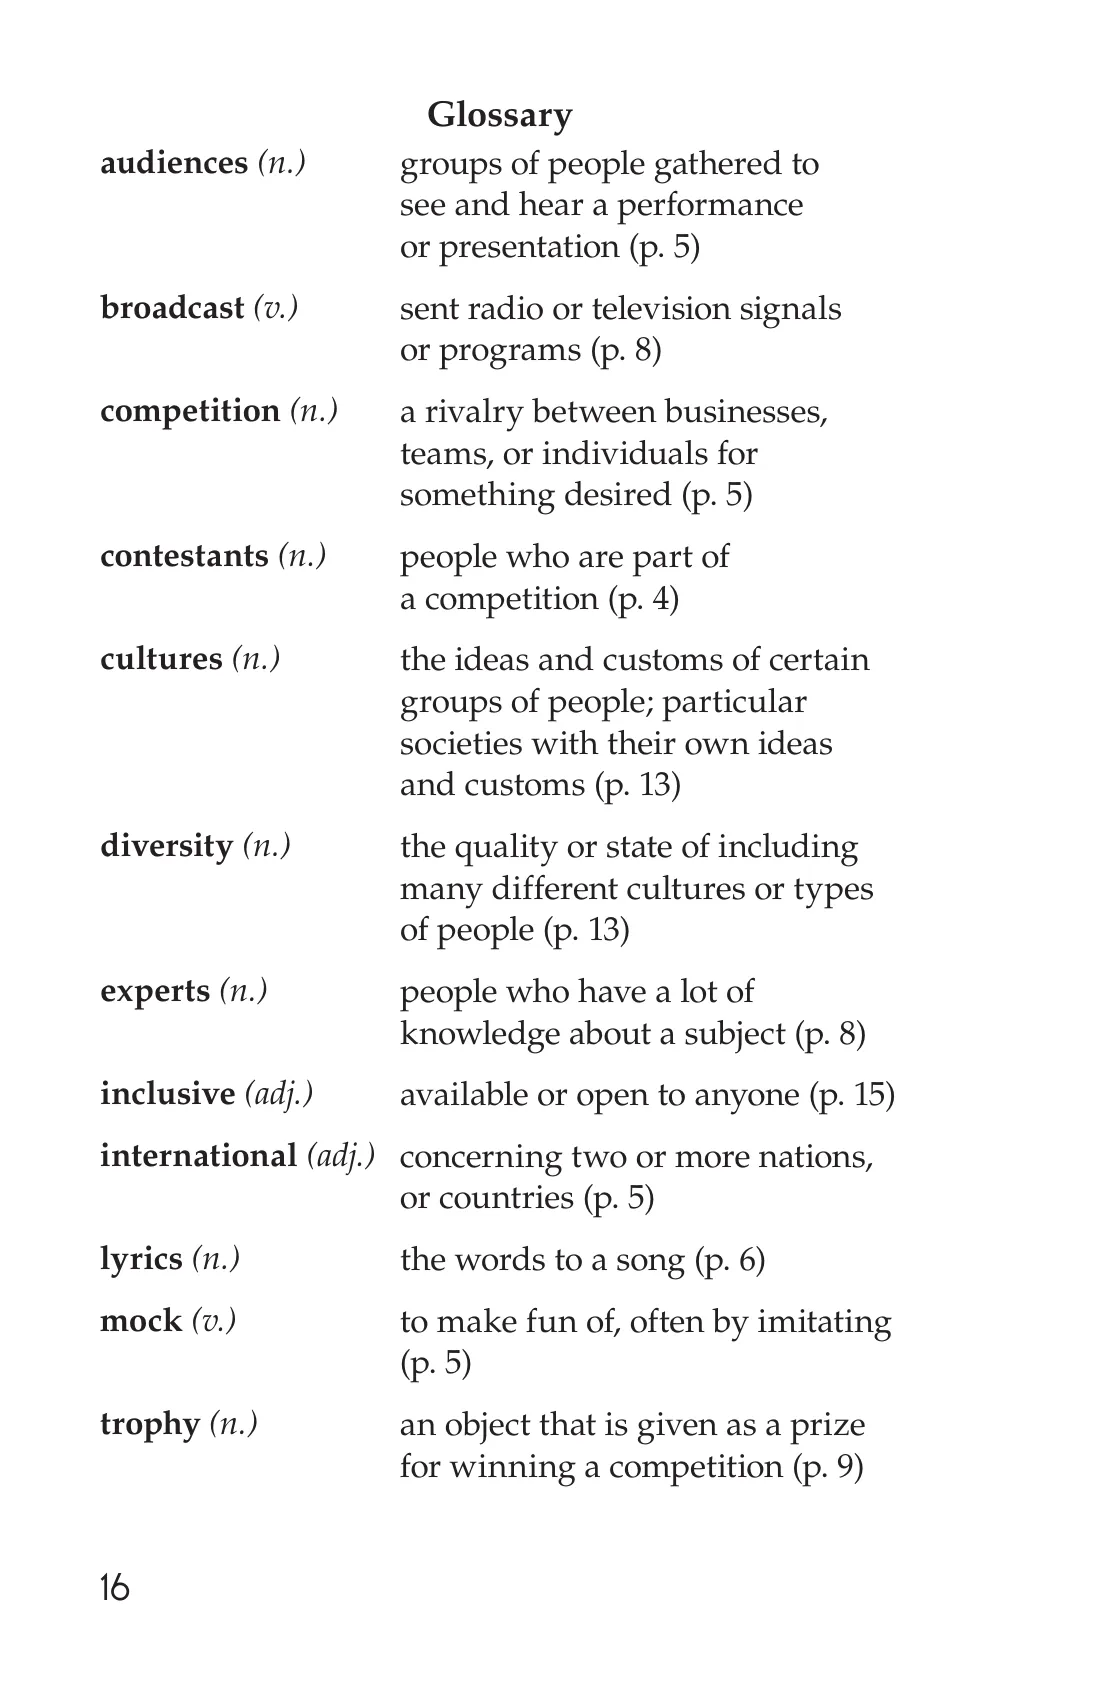 Glossary
audiences (n.) groups of people gathered to
see and hear a performance
or presentation (p. 5)
broadcast (v.) sent radio or television signals
or programs (p. 8)
competition (n.) a rivalry between businesses,
teams, or individuals for
something desired (p. 5)
contestants (n.) people who are part of
a competition (p. 4)
cultures (n.) the ideas and customs of certain
groups of people; particular
societies with their own ideas
and customs (p. 13)
diversity (n.) the quality or state of including
many different cultures or types
of people (p. 13)
experts (n.) people who have a lot of
knowledge about a subject (p. 8)
inclusive (adj.) available or open to anyone (p. 15)
international (adj.) concerning two or more nations,
or countries (p. 5)
lyrics (n.) the words to a song (p. 6)
mock (v.) to make fun of, often by imitating
(p. 5)
trophy (n.) an object that is given as a prize
for winning a competition (p. 9)
16